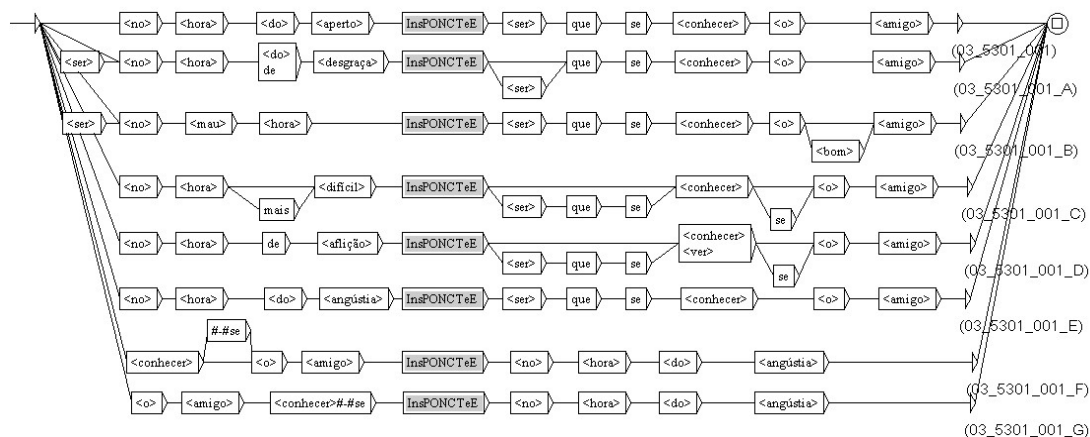 <no> <hora> <do> <aperto> InsPONCTeE <ser> que se <conhecer> <o> <amigo>
(03_5301_001)
<ser> <no> <hora> <do> de <desgraça> InsPONCTeE <ser> que se <conhecer> <o> <amigo>
(03_5301_001_A)
<ser> <no> <mau> <hora> InsPONCTeE <ser> que se <conhecer> <o> <bom> <amigo>
(03_5301_001_B)
<no> <hora> mais <difícil> InsPONCTeE <ser> que se <conhecer> se <o> <amigo>
(03_5301_001_C)
<no> <hora> de <aflição> InsPONCTeE <ser> que se <conhecer> <ver> se <o> <amigo>
(03_5301_001_D)
<no> <hora> <do> <angústia> InsPONCTeE <ser> que se <conhecer> <o> <amigo>
(03_5301_001_E)
<conhecer> #-#se <o> <amigo> InsPONCTeE <no> <hora> <do> <angústia>
(03_5301_001_F)
<o> <amigo> <conhecer>#-#se InsPONCTeE <no> <hora> <do> <angústia>
(03_5301_001_G)